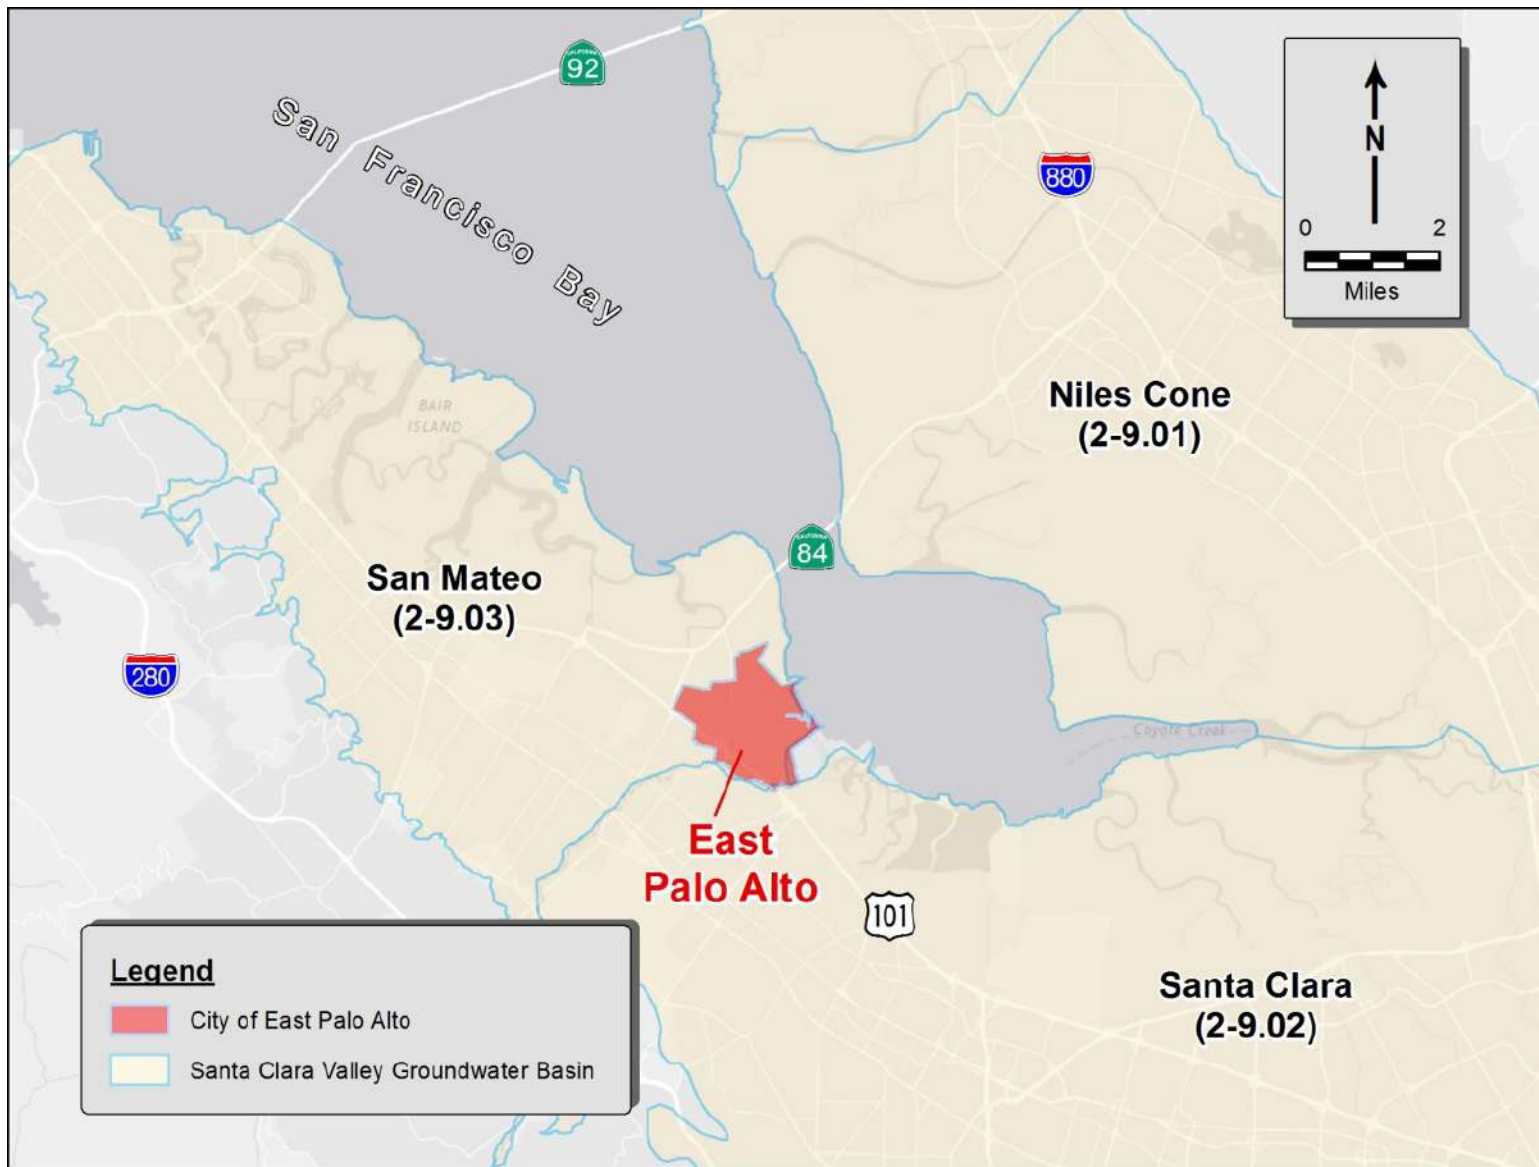 CALIFORNIA
92
San Francisco Bay
880
N
0 2
Miles
Niles Cone
(2-9.01)
BAIR
ISLAND
CALIFORNIA
84
San Mateo
(2-9.03)
280
Coyote Creek
East
Palo Alto
101
Santa Clara
(2-9.02)
Legend
City of East Palo Alto
Santa Clara Valley Groundwater Basin